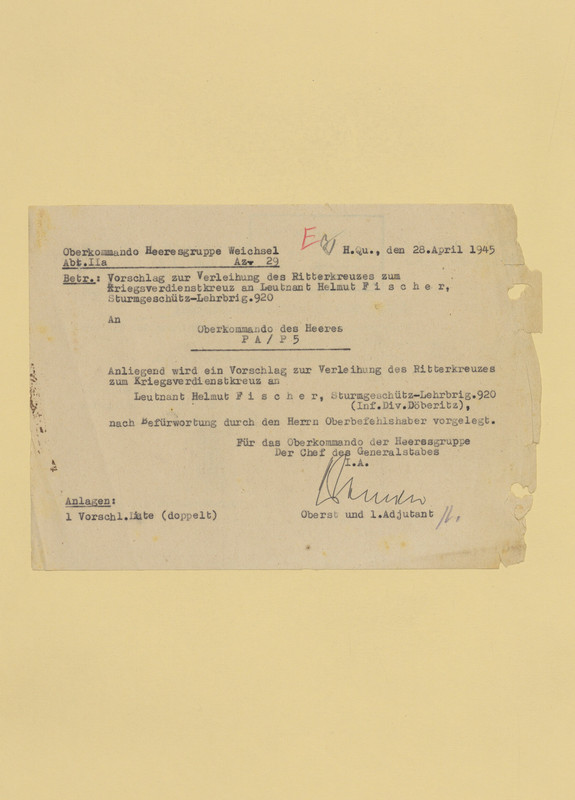 Oberkommando Heeresgruppe Weichsel H.Qu., den 28.April 1945
Abt.IIa Az. 29
Betr.: Vorschlag zur Verleihung des Ritterkreuzes zum
Kriegsverdienstkreuz an Leutnant Helmut F i s c h e r,
Sturmgeschütz-Lehrbrig.920
An
Oberkommando des Heeres
P A / P 5
Anliegend wird ein Vorschlag zur Verleihung des Ritterkreuzes
zum Kriegsverdienstkreuz an
Leutnant Helmut F i s c h e r, Sturmgeschütz-Lehrbrig.920
(Inf.Div.Döberitz),
nach Befürwortung durch den Herrn Oberbefehlshaber vorgelegt.
Für das Oberkommando der Heeresgruppe
Der Chef des Generalstabes
I.A.
Anlagen:
1 Vorschl.Liste (doppelt) Oberst und 1.Adjutant